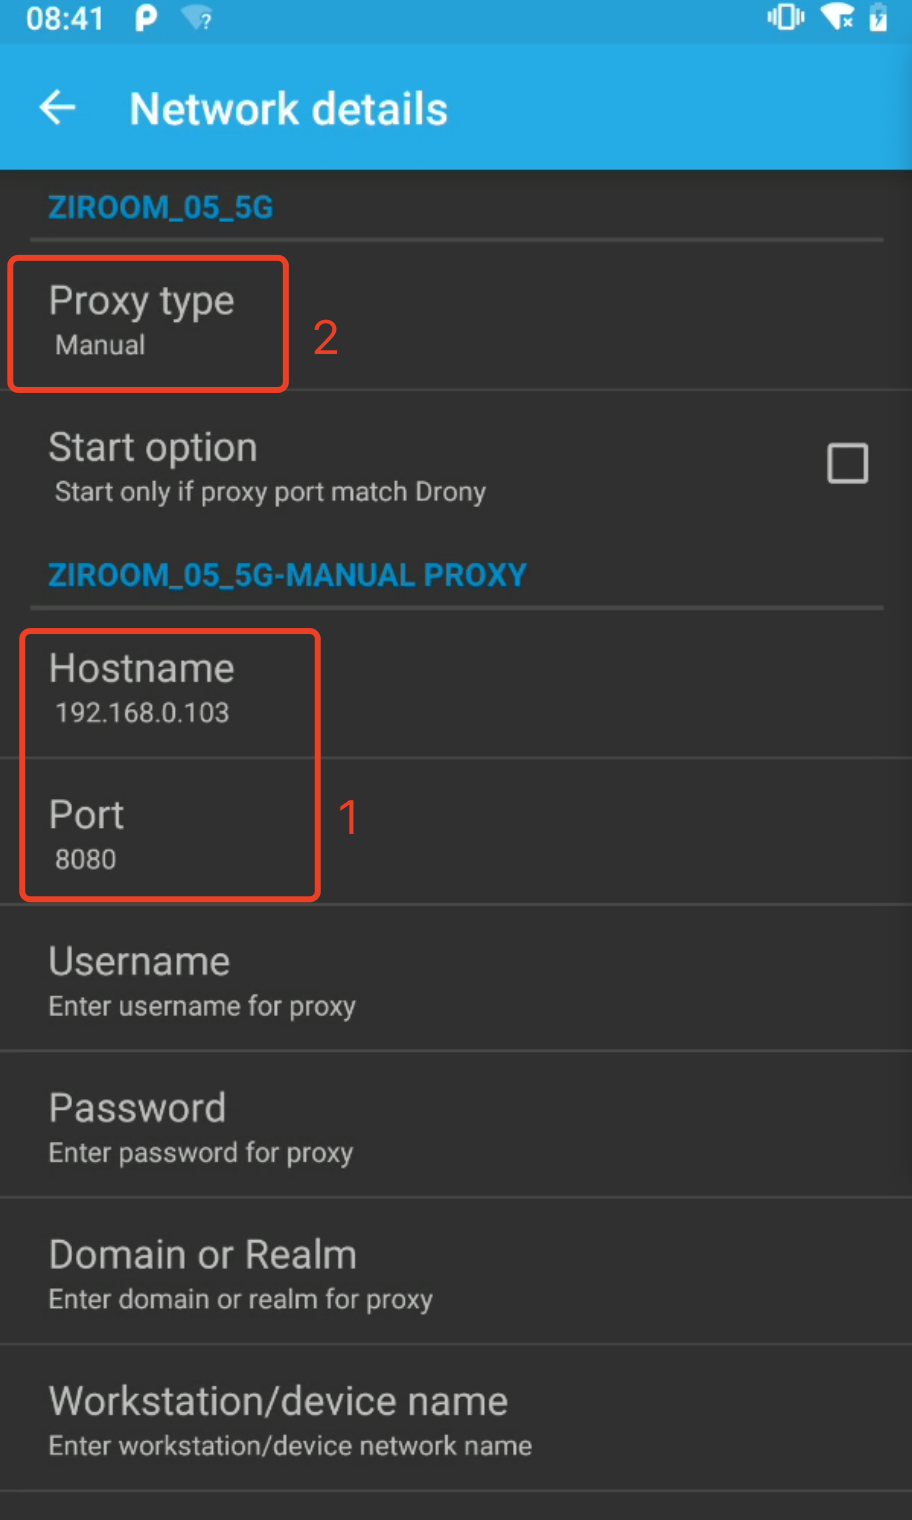 08:41
Network details
ZIROOM_05_5G
Proxy type
Manual
2
Start option
Start only if proxy port match Drony
ZIROOM_05_5G-MANUAL PROXY
Hostname
192.168.0.103
Port
8080
1
Username
Enter username for proxy
Password
Enter password for proxy
Domain or Realm
Enter domain or realm for proxy
Workstation/device name
Enter workstation/device network name